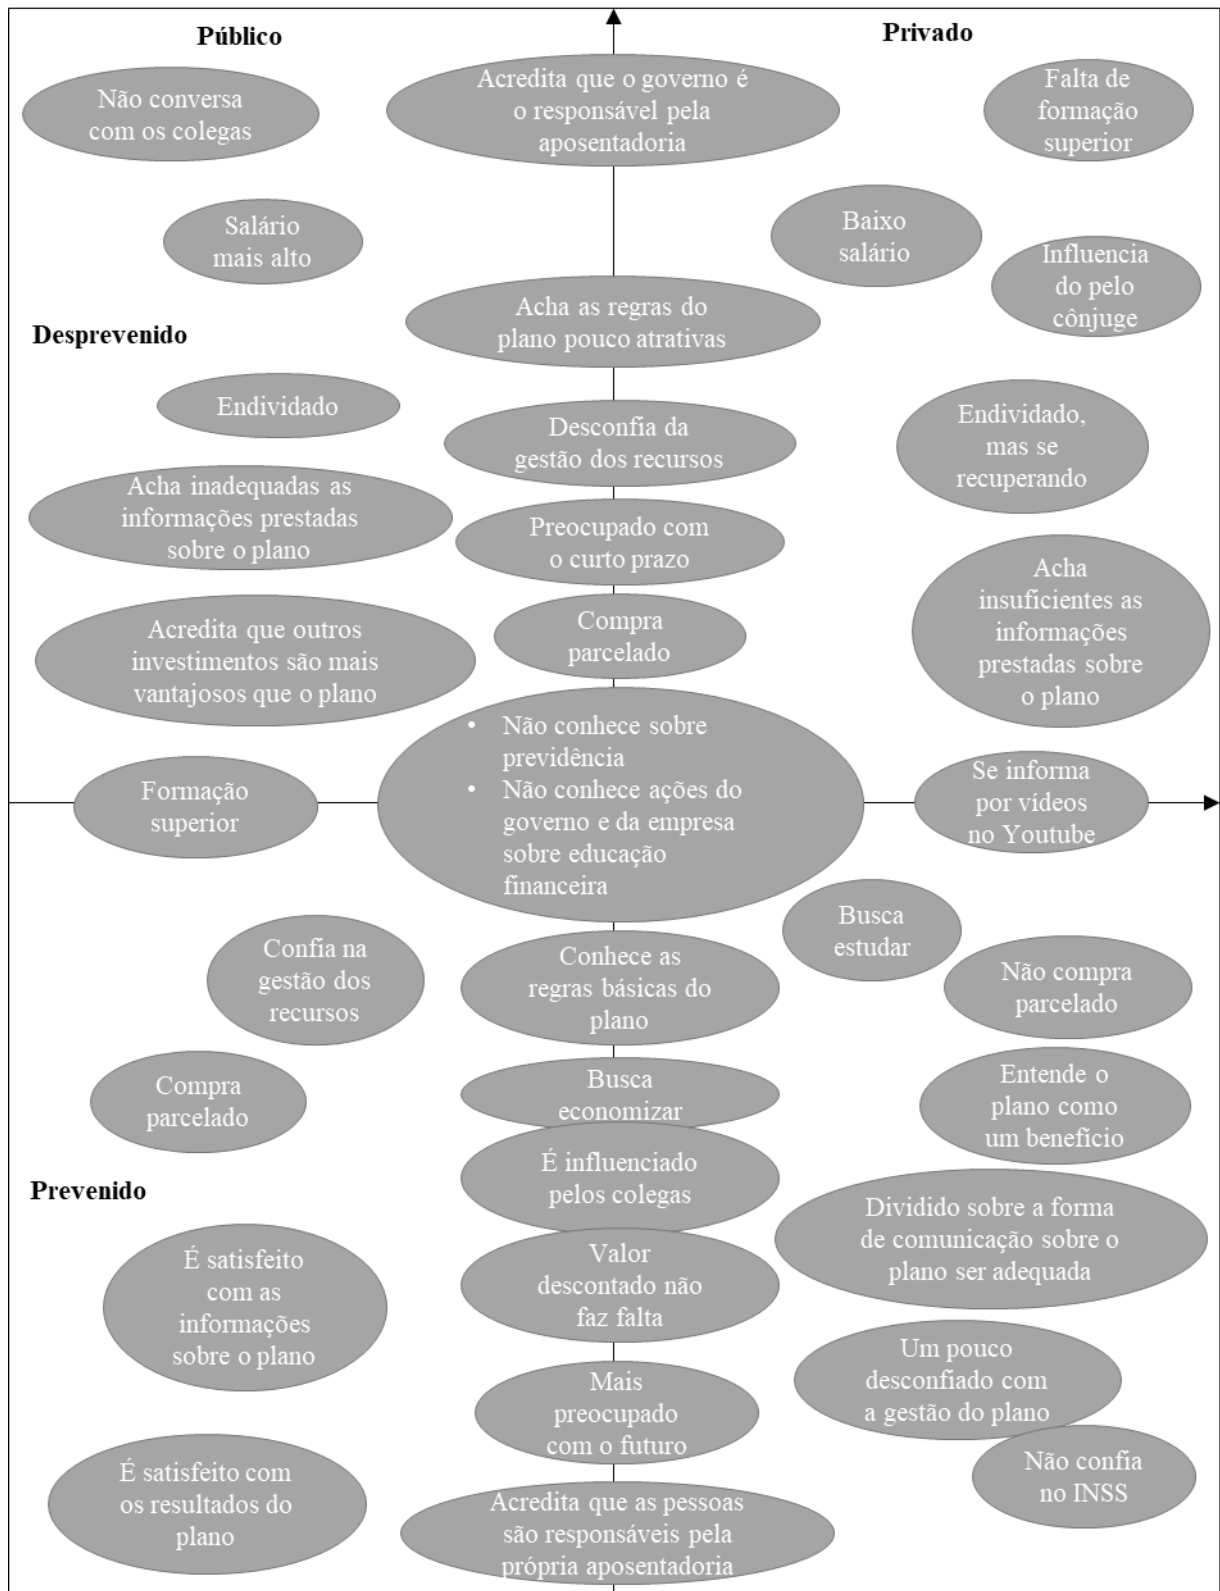 Público
Privado
Não conversa
com os colegas
Acredita que o governo é
o responsável pela
aposentadoria
Falta de
formação
superior
Salário
mais alto
Baixo
salário
Influencia
do pelo
cônjuge
Acha as regras do
plano pouco atrativas
Desprevenido
Endividado
Desconfia da
gestão dos recursos
Endividado,
mas se
recuperando
Acha inadequadas as
informações prestadas
sobre o plano
Preocupado com
o curto prazo
Acha
insuficientes as
informações
prestadas sobre
o plano
Compra
parcelado
Acredita que outros
investimentos são mais
vantajosos que o plano
• Não conhece sobre
previdência
• Não conhece ações do
governo e da empresa
sobre educação
financeira
Formação
superior
Se informa
por vídeos
no Youtube
Busca
estudar
Confia na
gestão dos
recursos
Conhece as
regras básicas do
plano
Não compra
parcelado
Compra
parcelado
Busca
economizar
Entende o
plano como
um benefício
É influenciado
pelos colegas
Prevenido
Dividido sobre a forma
de comunicação sobre o
plano ser adequada
É satisfeito
com as
informações
sobre o plano
Valor
descontado não
faz falta
Um pouco
desconfiado com
a gestão do plano
Mais
preocupado
com o futuro
Não confia
no INSS
É satisfeito com
os resultados do
plano
Acredita que as pessoas
são responsáveis pela
própria aposentadoria